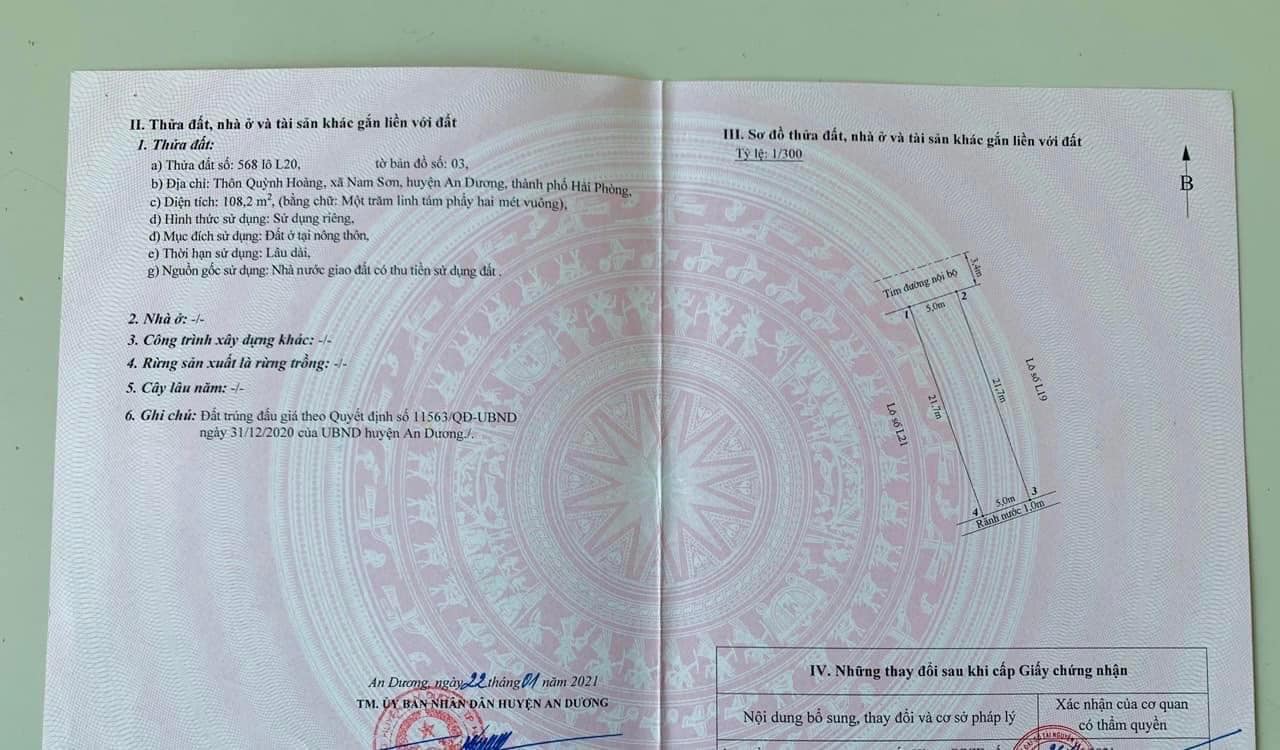 II. Thửa đất, nhà ở và tài sản khác gắn liền với đất
1. Thửa đất:
a) Thửa đất số: 568 lô L20, tờ bản đồ số: 03,
b) Địa chỉ: Thôn Quỳnh Hoàng, xã Nam Sơn, huyện An Dương, thành phố Hải Phòng,
c) Diện tích: 108,2 m², (bằng chữ: Một trăm linh tám phẩy hai mét vuông),
d) Hình thức sử dụng: Sử dụng riêng,
đ) Mục đích sử dụng: Đất ở tại nông thôn,
e) Thời hạn sử dụng: Lâu dài,
g) Nguồn gốc sử dụng: Nhà nước giao đất có thu tiền sử dụng đất .
2. Nhà ở: -/-
3. Công trình xây dựng khác: -/-
4. Rừng sản xuất là rừng trồng: -/-
5. Cây lâu năm: -/-
6. Ghi chú: Đất trúng đấu giá theo Quyết định số 11563/QĐ-UBND
ngày 31/12/2020 của UBND huyện An Dương./.
An Dương, ngày 22 tháng 01 năm 2021
TM. ỦY BAN NHÂN DÂN HUYỆN AN DƯƠNG
III. Sơ đồ thửa đất, nhà ở và tài sản khác gắn liền với đất
Tỷ lệ: 1/300
B
3,4m
Tim đường nội bộ
1
5,0m
2
Lô số L21
21,7m
21,7m
Lô số L19
4
5,0m
3
Rãnh nước 1,0m
IV. Những thay đổi sau khi cấp Giấy chứng nhận
Nội dung bổ sung, thay đổi và cơ sở pháp lý
Xác nhận của cơ quan
có thẩm quyền